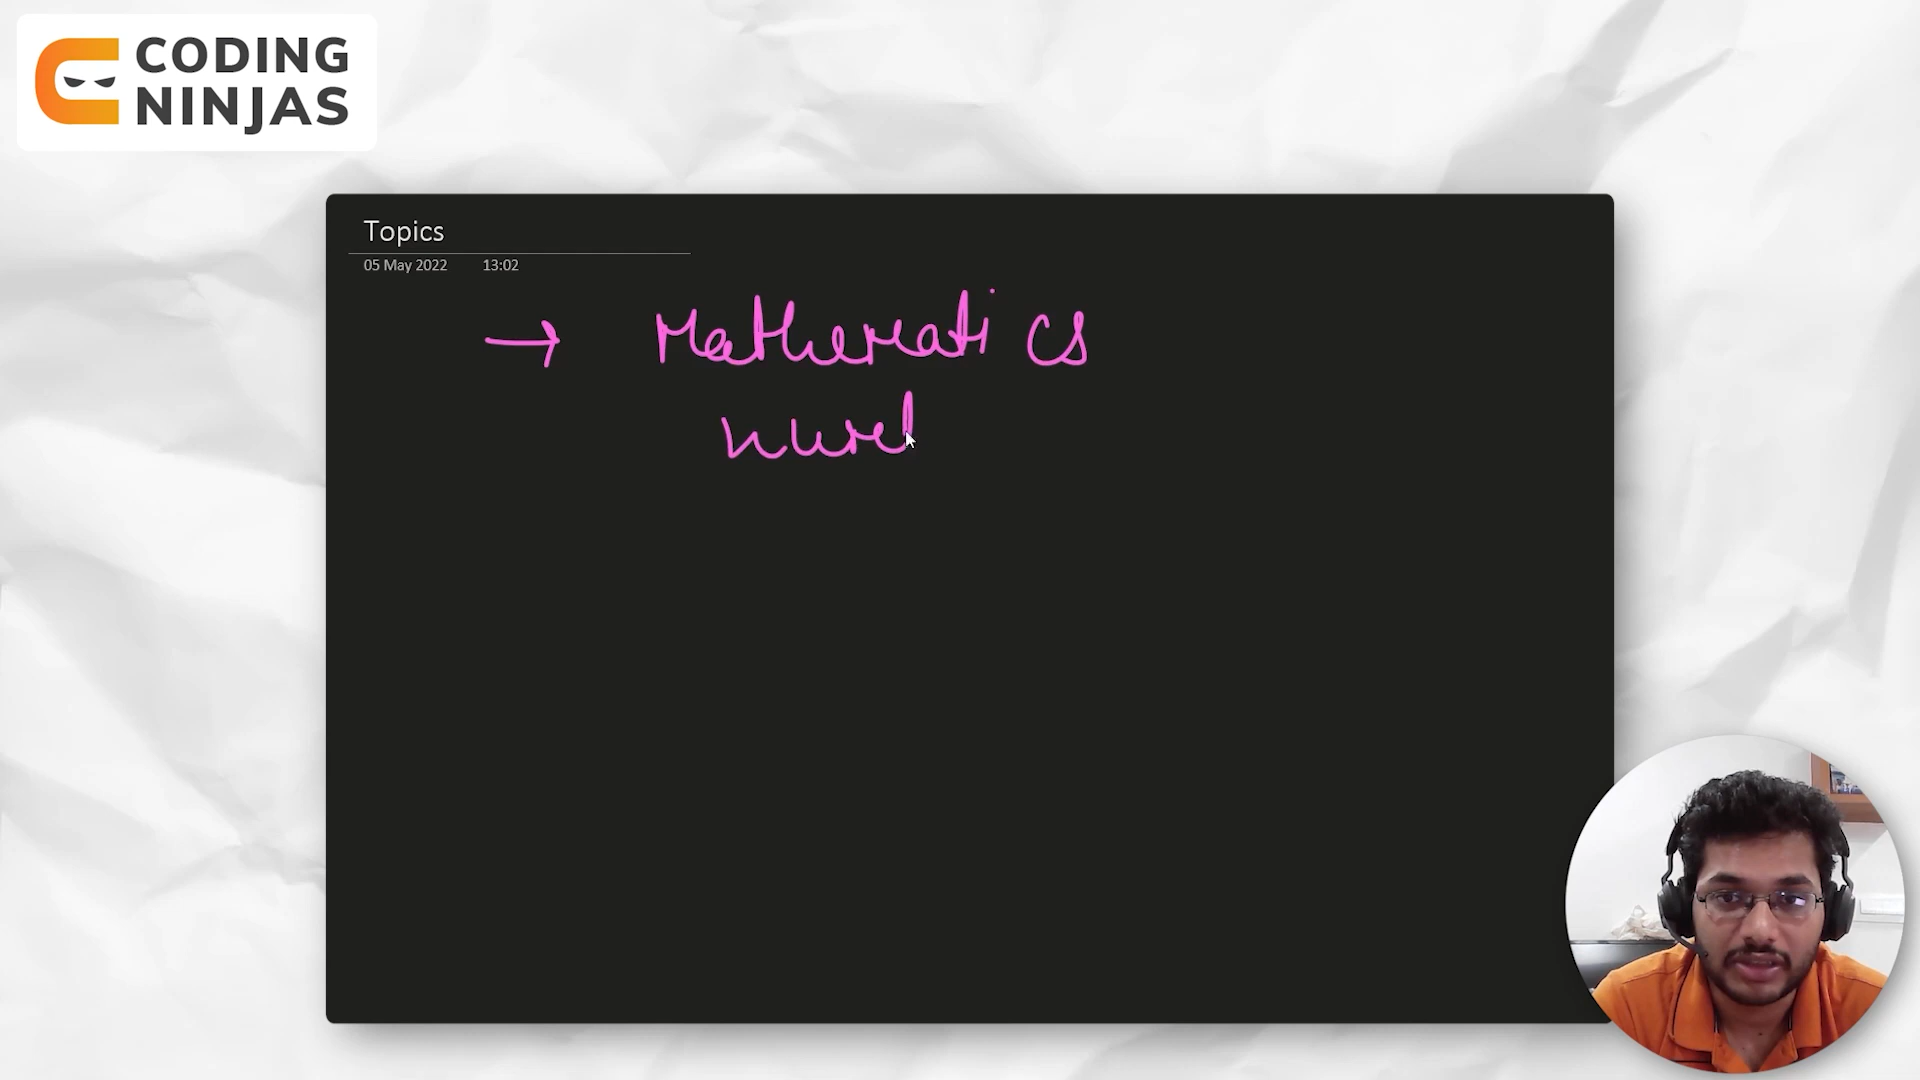 CODING
NINJAS
Topics
05 May 2022 13:02
→ Mathematics